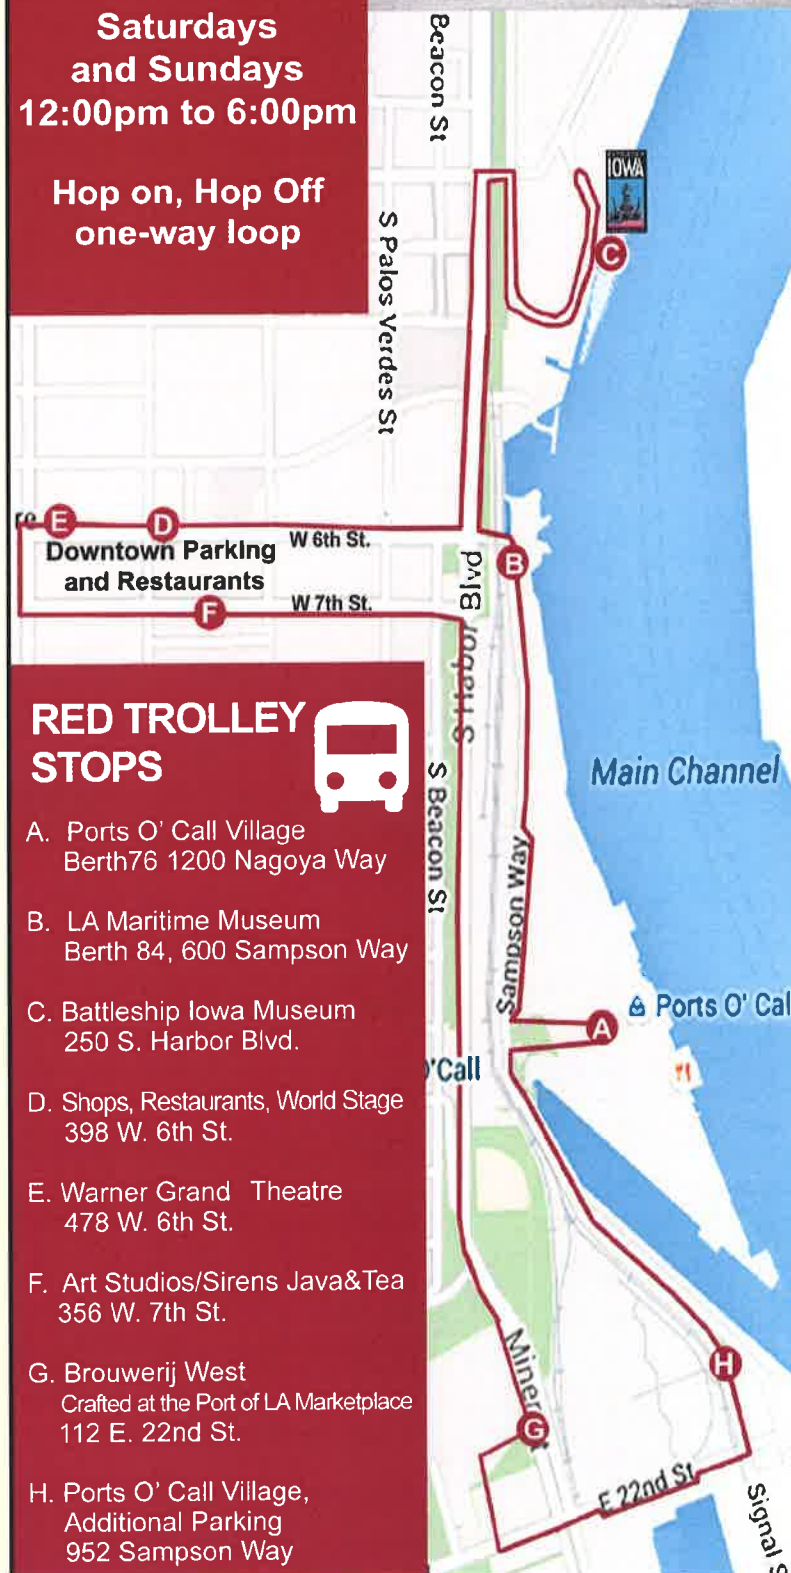 Saturdays
and Sundays
12:00pm to 6:00pm
Hop on, Hop Off
one-way loop
Beacon St
S Palos Verdes St
IOWA
C
re
E
D
W 6th St.
Downtown Parking
and Restaurants
B
F
W 7th St.
S Harbor Blvd
RED TROLLEY
STOPS
A. Ports O' Call Village
Berth76 1200 Nagoya Way
B. LA Maritime Museum
Berth 84, 600 Sampson Way
C. Battleship Iowa Museum
250 S. Harbor Blvd.
D. Shops, Restaurants, World Stage
398 W. 6th St.
E. Warner Grand Theatre
478 W. 6th St.
F. Art Studios/Sirens Java&Tea
356 W. 7th St.
G. Brouwerij West
Crafted at the Port of LA Marketplace
112 E. 22nd St.
H. Ports O' Call Village,
Additional Parking
952 Sampson Way
S Beacon St
Main Channel
Sampson Way
Ports O' Cal
A
O'Call
H
Miner
G
E 22nd St
Signal S